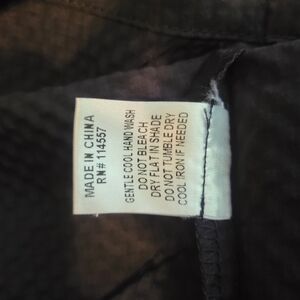 MADE IN CHINA
RN# 114557
GENTLE COOL HAND WASH
DO NOT BLEACH
DRY FLAT IN SHADE
DO NOT TUMBLE DRY
COOL IRON IF NEEDED